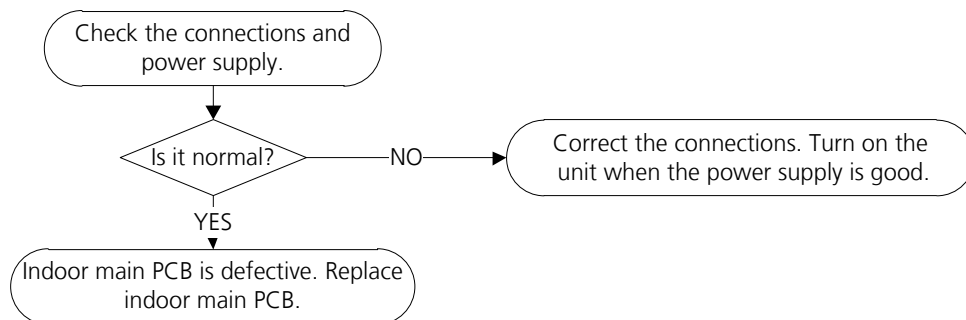 Check the connections and
power supply.
Is it normal?
NO
Correct the connections. Turn on the
unit when the power supply is good.
YES
Indoor main PCB is defective. Replace
indoor main PCB.